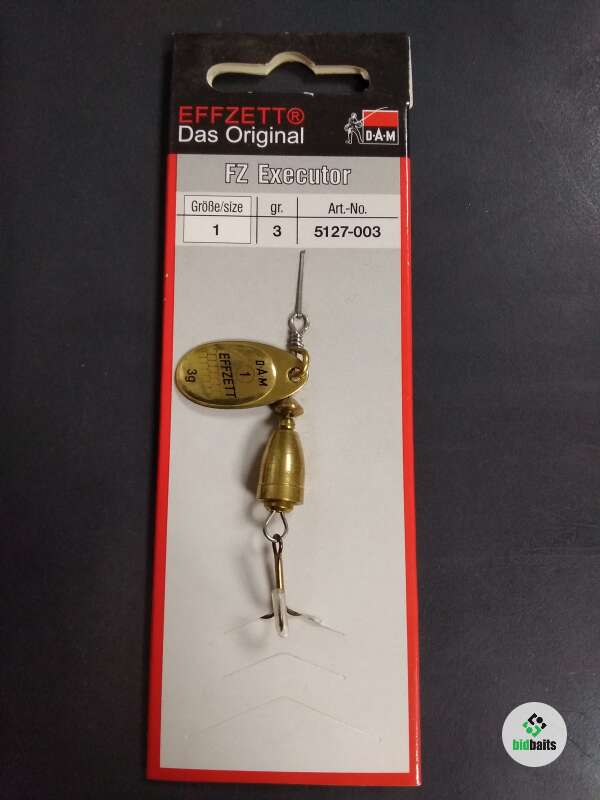 EFFZETT®
Das Original
D·A·M
FZ Executor
Größe/size gr. Art.-No.
1 3 5127-003
D·A·M
1
EFFZETT
3g
bidbaits